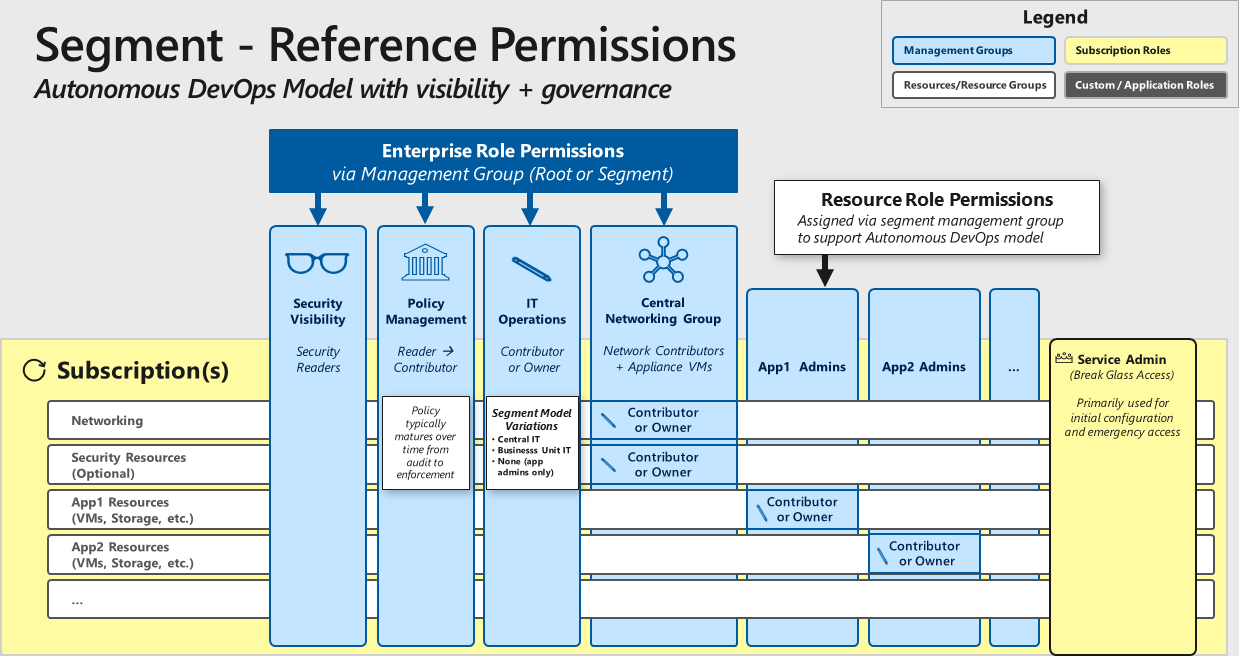 Segment - Reference Permissions
Autonomous DevOps Model with visibility + governance
Legend
Management Groups
Subscription Roles
Resources/Resource Groups
Custom / Application Roles
Enterprise Role Permissions
via Management Group (Root or Segment)
Resource Role Permissions
Assigned via segment management group
to support Autonomous DevOps model
Security
Visibility
Security
Readers
Policy
Management
Reader →
Contributor
Policy
typically
matures over
time from
audit to
enforcement
IT
Operations
Contributor
or Owner
Segment Model
Variations
• Central IT
• Businesss Unit IT
• None (app
admins only)
Central
Networking Group
Network Contributors
+ Appliance VMs
App1 Admins
App2 Admins
...
Service Admin
(Break Glass Access)
Primarily used for
initial configuration
and emergency access
Subscription(s)
Networking
Contributor
or Owner
Security Resources
(Optional)
Contributor
or Owner
App1 Resources
(VMs, Storage, etc.)
Contributor
or Owner
App2 Resources
(VMs, Storage, etc.)
Contributor
or Owner
...